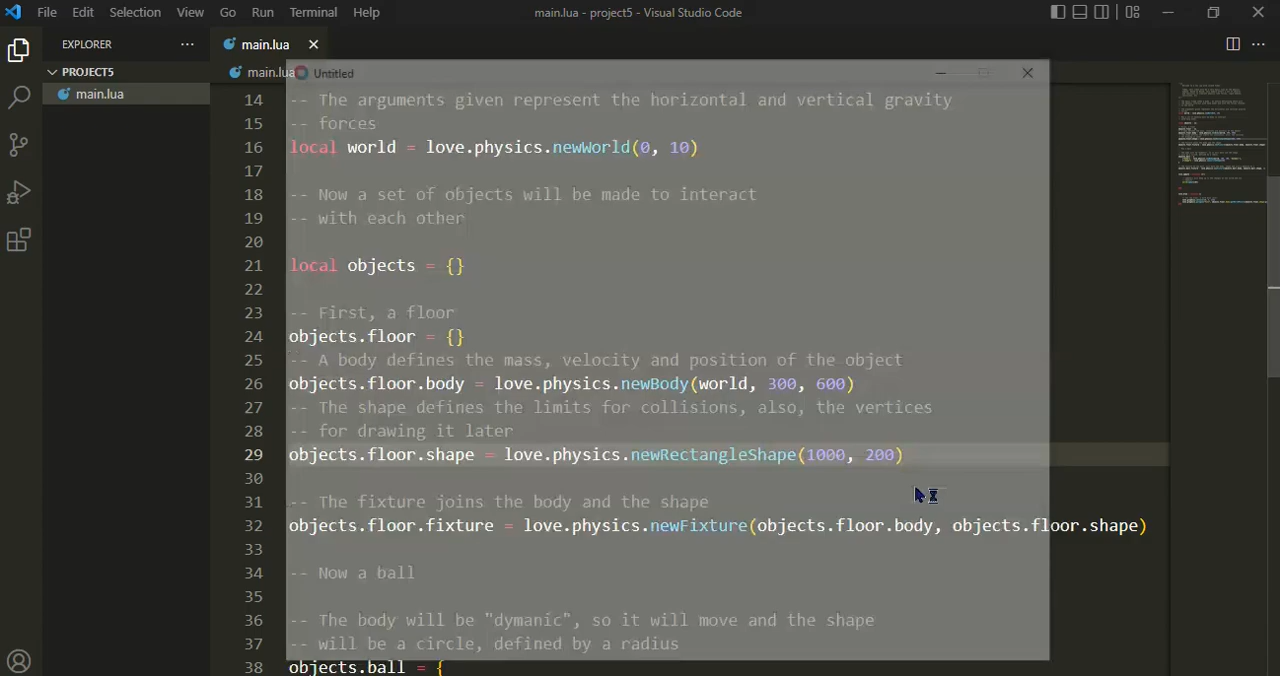 File Edit Selection View Go Run Terminal Help main.lua - project5 - Visual Studio Code
EXPLORER ···
main.lua
PROJECT5
main.lua
main.lua
Untitled
14 -- The arguments given represent the horizontal and vertical gravity
15 -- forces
16 local world = love.physics.newWorld(0, 10)
17
18 -- Now a set of objects will be made to interact
19 -- with each other
20
21 local objects = {}
22
23 -- First, a floor
24 objects.floor = {}
25 -- A body defines the mass, velocity and position of the object
26 objects.floor.body = love.physics.newBody(world, 300, 600)
27 -- The shape defines the limits for collisions, also, the vertices
28 -- for drawing it later
29 objects.floor.shape = love.physics.newRectangleShape(1000, 200)
30
31 -- The fixture joins the body and the shape
32 objects.floor.fixture = love.physics.newFixture(objects.floor.body, objects.floor.shape)
33
34 -- Now a ball
35
36 -- The body will be "dymanic", so it will move and the shape
37 -- will be a circle, defined by a radius
38 objects.ball = {